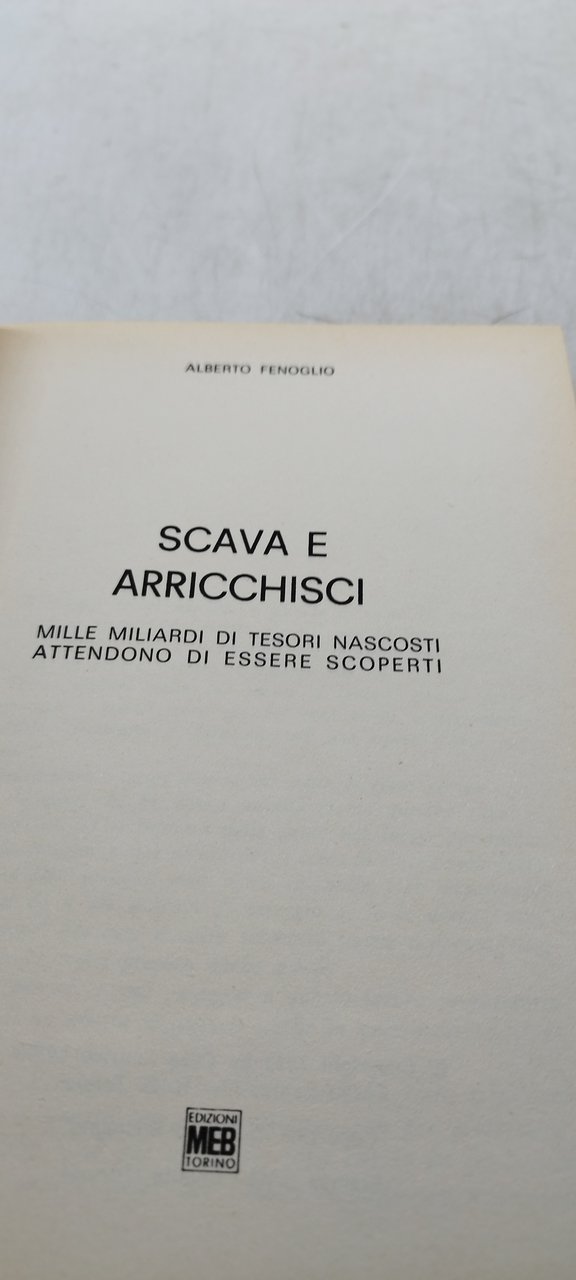 ALBERTO FENOGLIO
SCAVA E
ARRICCHISCI
MILLE MILIARDI DI TESORI NASCOSTI
ATTENDONO DI ESSERE SCOPERTI
EDIZIONI
MEB
TORINO